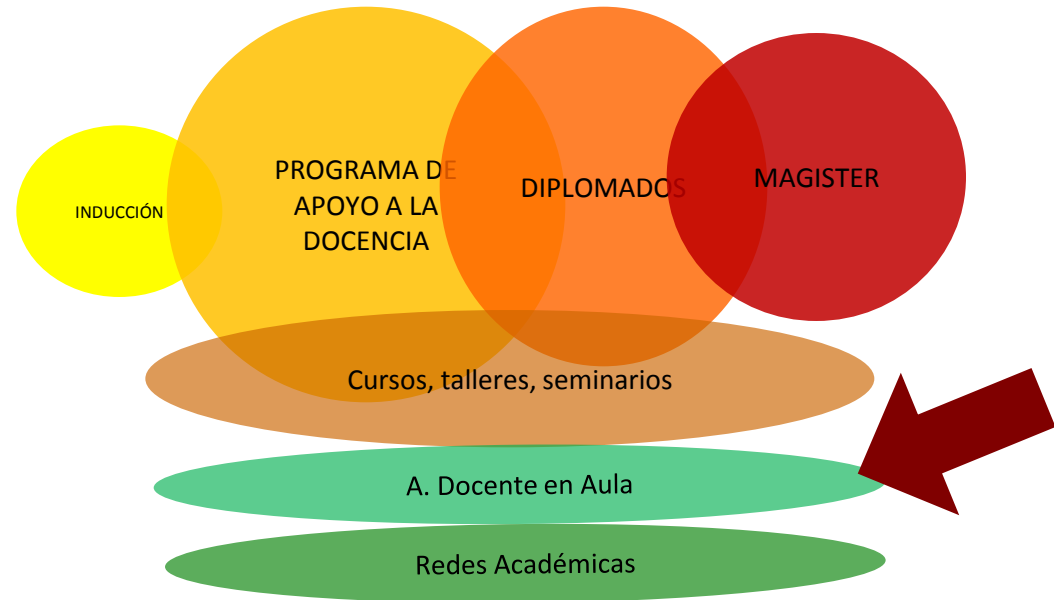 INDUCCIÓN
PROGRAMA DE
APOYO A LA
DOCENCIA
DIPLOMADOS
MAGISTER
Cursos, talleres, seminarios
A. Docente en Aula
Redes Académicas